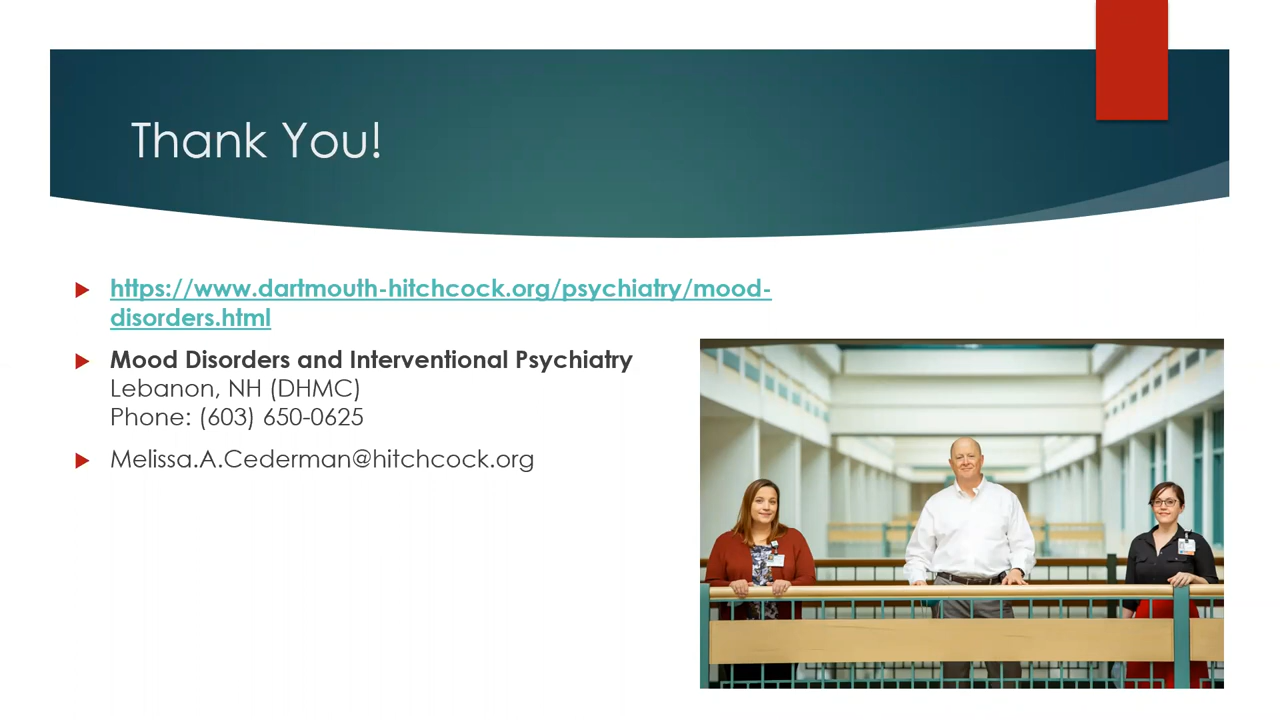 Thank You!
https://www.dartmouth-hitchcock.org/psychiatry/mood-
disorders.html
Mood Disorders and Interventional Psychiatry
Lebanon, NH (DHMC)
Phone: (603) 650-0625
Melissa.A.Cederman@hitchcock.org